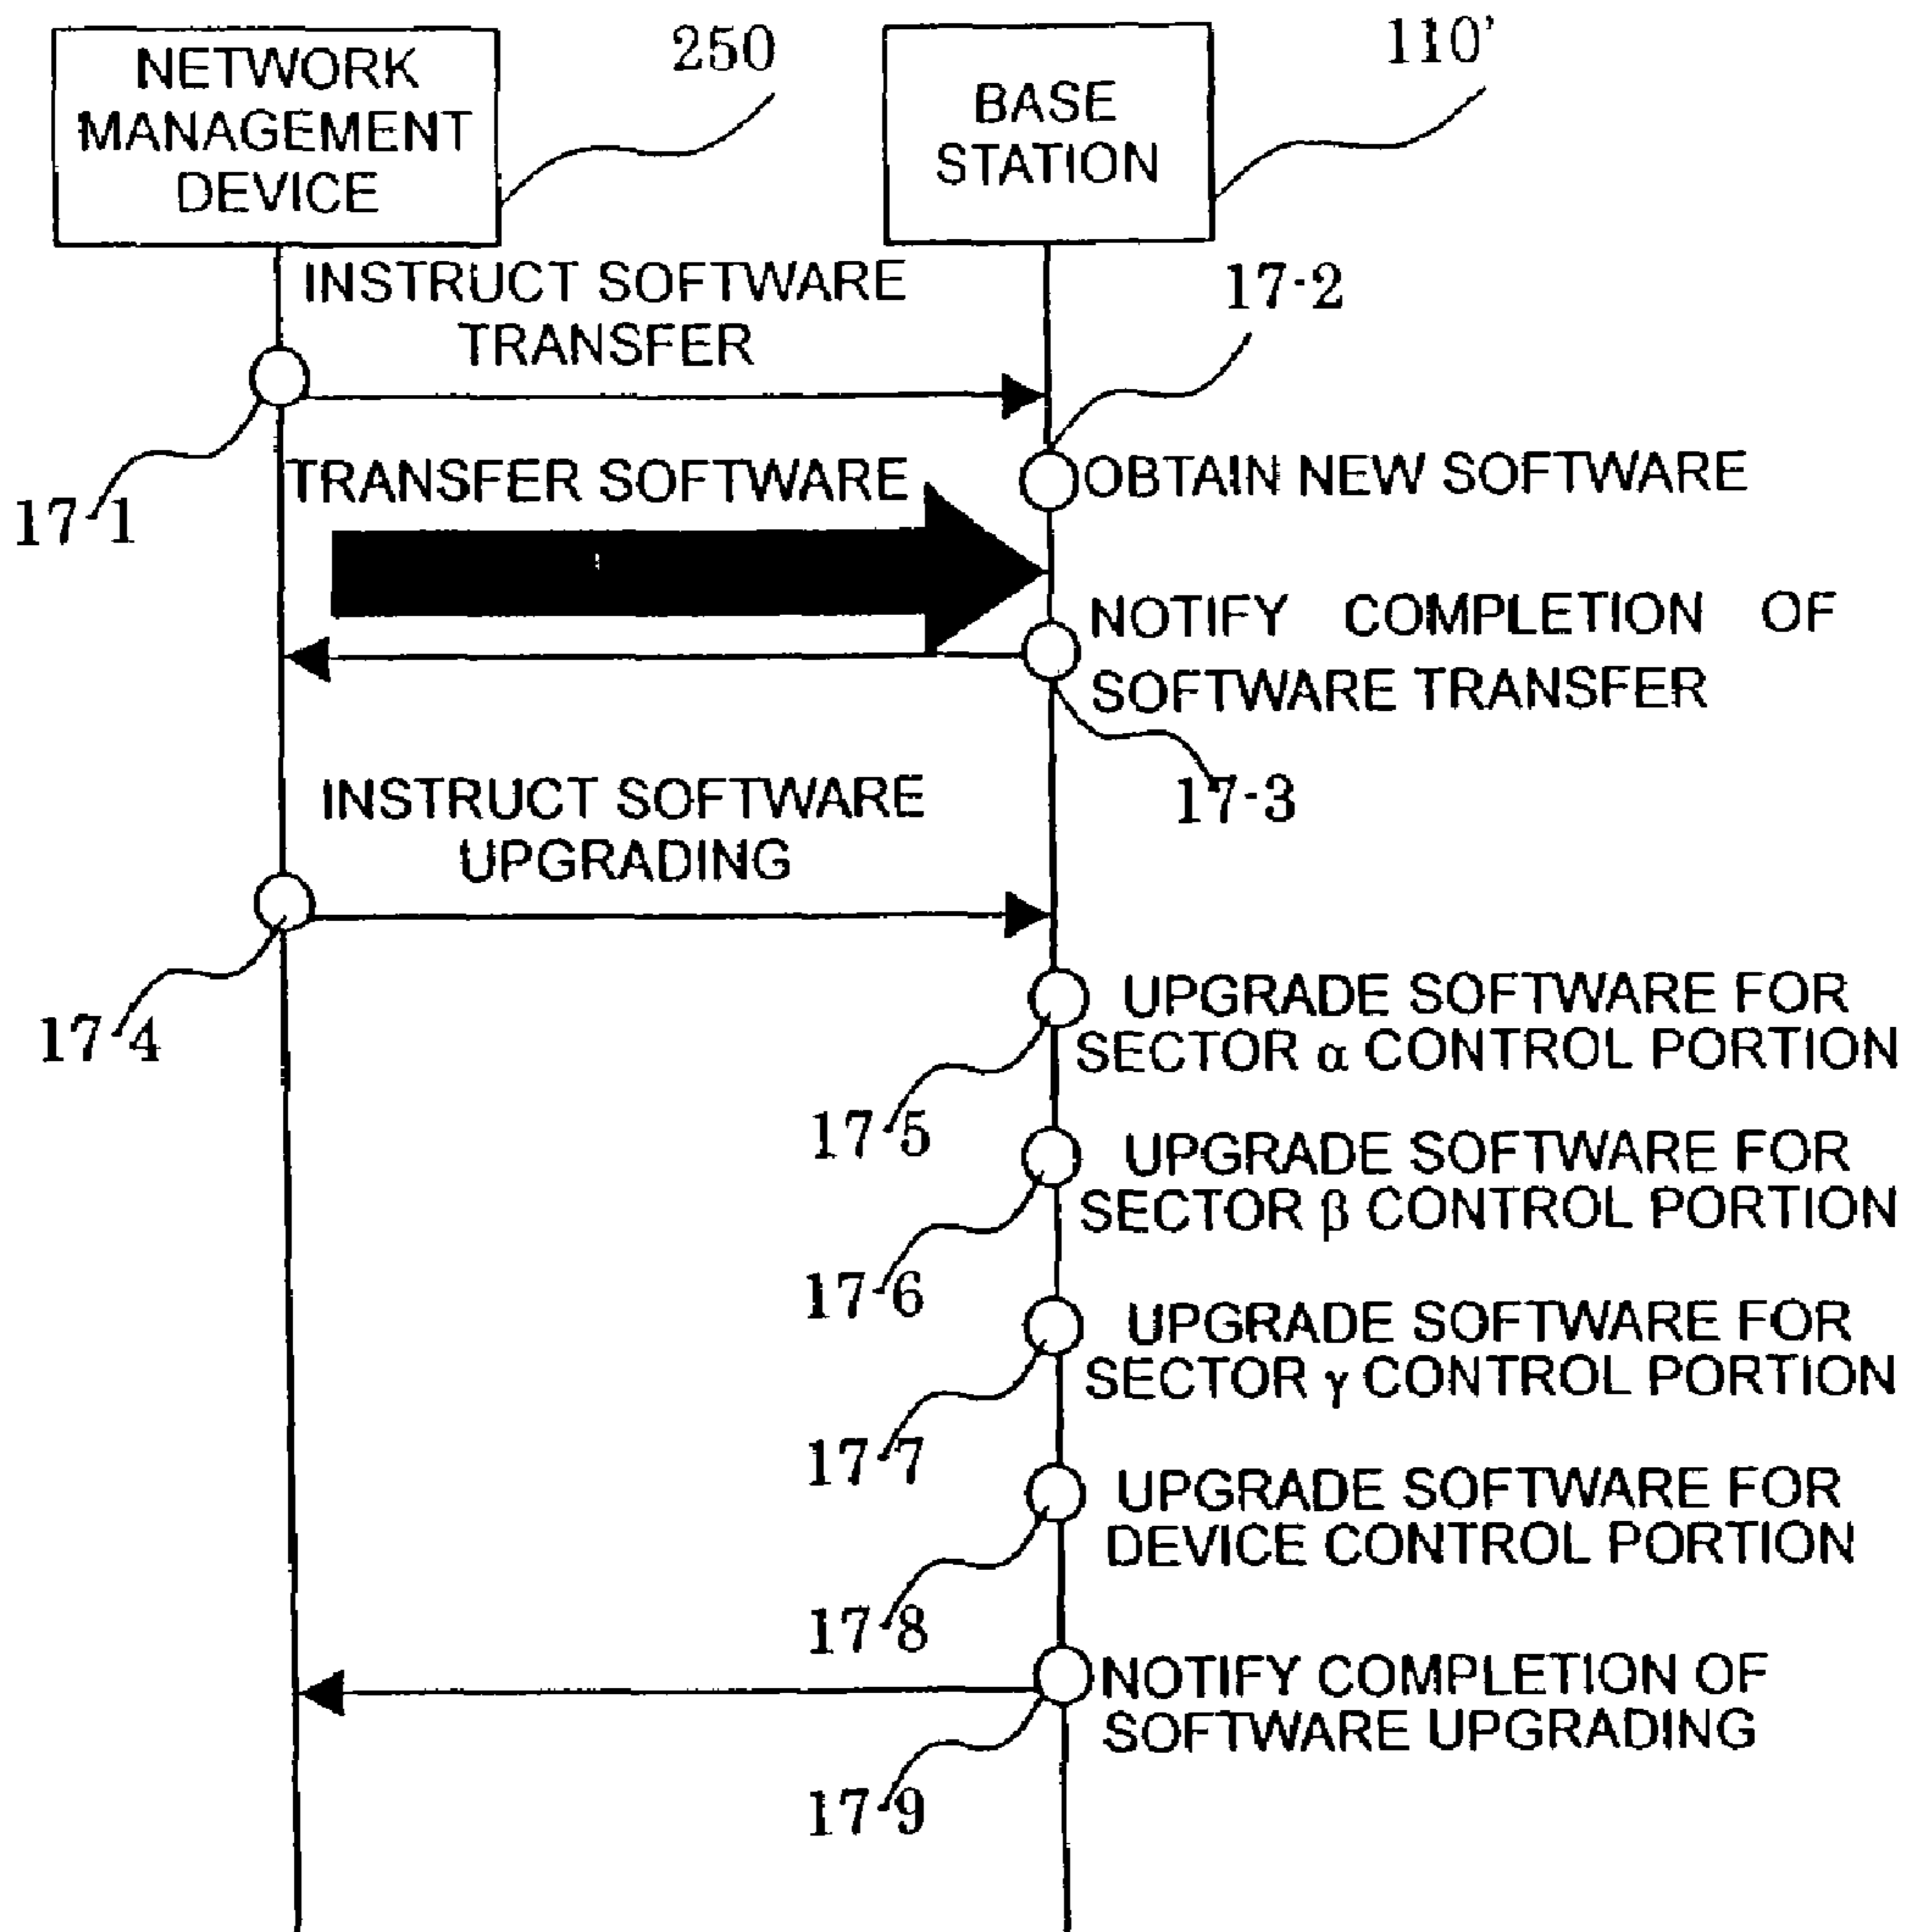 NETWORK
MANAGEMENT
DEVICE
250
BASE
STATION
110'
INSTRUCT SOFTWARE
TRANSFER
17-2
17-1
TRANSFER SOFTWARE
OBTAIN NEW SOFTWARE
NOTIFY COMPLETION OF
SOFTWARE TRANSFER
17-3
INSTRUCT SOFTWARE
UPGRADING
17-4
UPGRADE SOFTWARE FOR
SECTOR α CONTROL PORTION
17-5
UPGRADE SOFTWARE FOR
SECTOR β CONTROL PORTION
17-6
UPGRADE SOFTWARE FOR
SECTOR γ CONTROL PORTION
17-7
UPGRADE SOFTWARE FOR
DEVICE CONTROL PORTION
17-8
NOTIFY COMPLETION OF
SOFTWARE UPGRADING
17-9